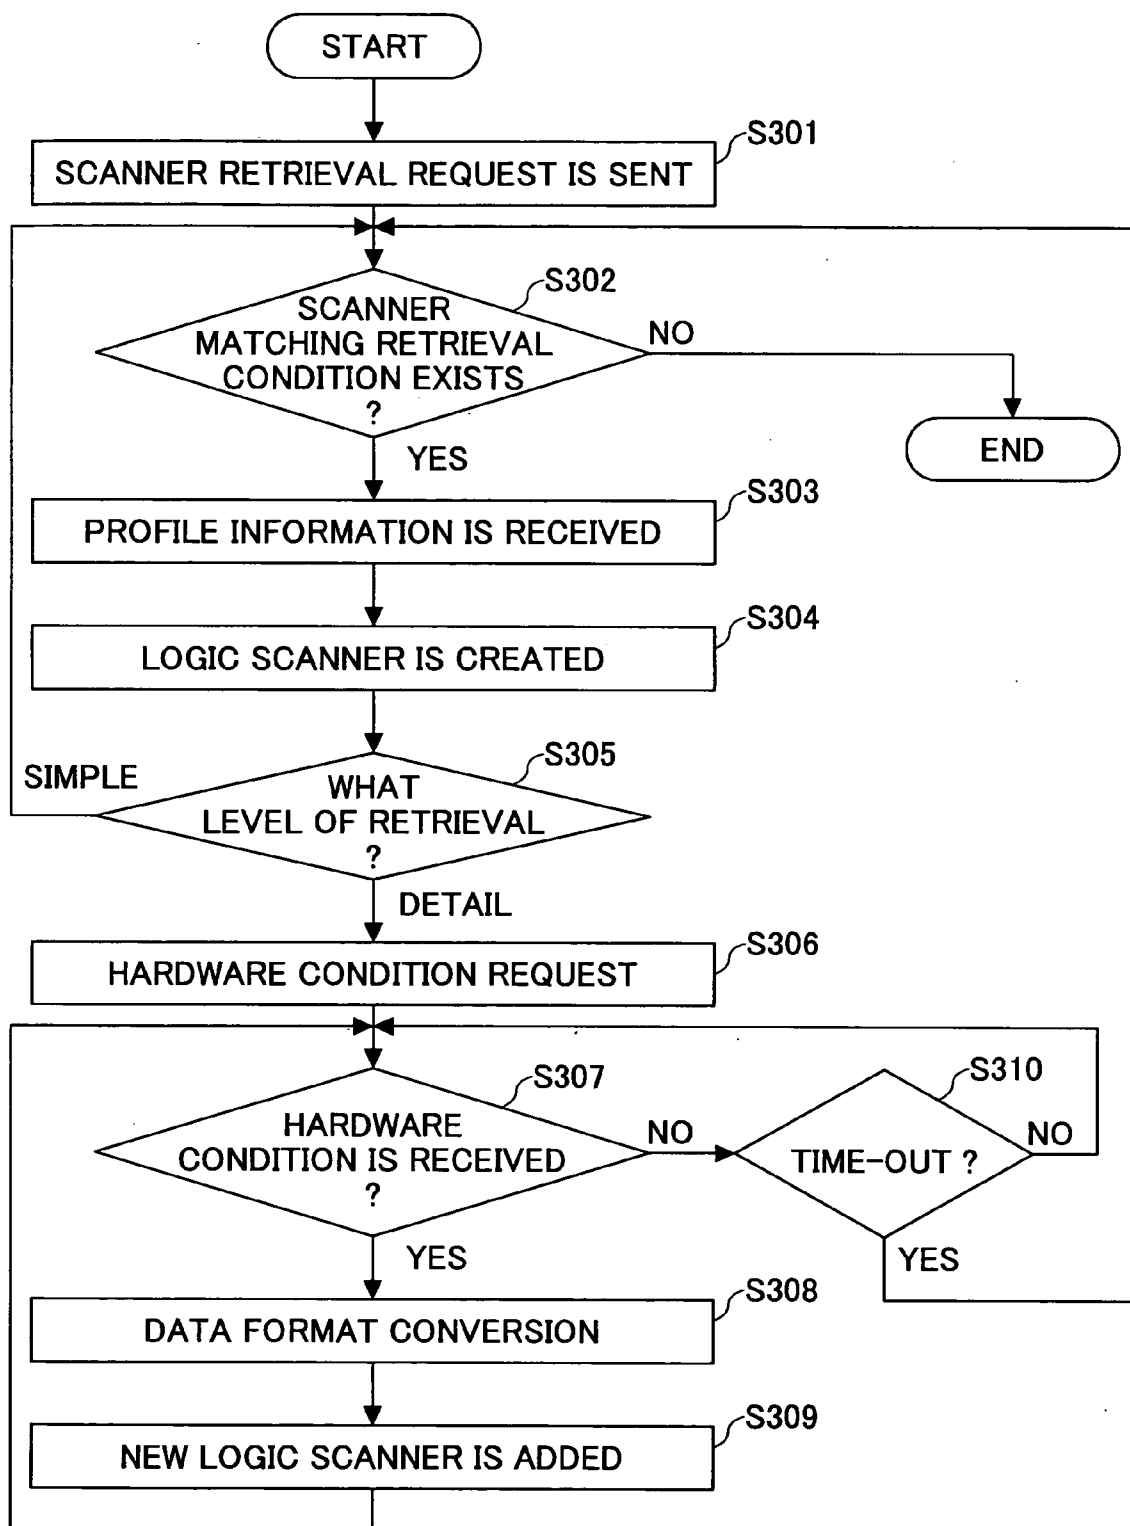 START
S301
SCANNER RETRIEVAL REQUEST IS SENT
S302
SCANNER
MATCHING RETRIEVAL
CONDITION EXISTS
?
NO
END
YES
S303
PROFILE INFORMATION IS RECEIVED
S304
LOGIC SCANNER IS CREATED
S305
SIMPLE
WHAT
LEVEL OF RETRIEVAL
?
DETAIL
S306
HARDWARE CONDITION REQUEST
S307
HARDWARE
CONDITION IS RECEIVED
?
NO
S310
TIME-OUT ?
NO
YES
YES
S308
DATA FORMAT CONVERSION
S309
NEW LOGIC SCANNER IS ADDED